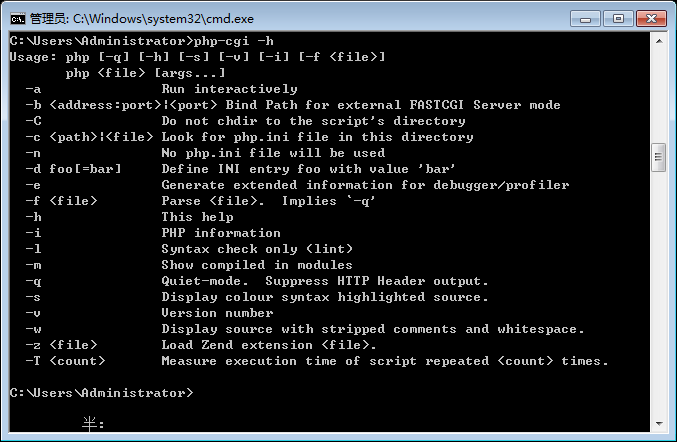 管理员: C:\Windows\system32\cmd.exe
C:\Users\Administrator>php-cgi -h
Usage: php [-q] [-h] [-s] [-v] [-i] [-f <file>]
       php <file> [args...]
  -a               Run interactively
  -b <address:port>|<port> Bind Path for external FASTCGI Server mode
  -C               Do not chdir to the script's directory
  -c <path>|<file> Look for php.ini file in this directory
  -n               No php.ini file will be used
  -d foo[=bar]     Define INI entry foo with value 'bar'
  -e               Generate extended information for debugger/profiler
  -f <file>        Parse <file>.  Implies `-q'
  -h               This help
  -i               PHP information
  -l               Syntax check only (lint)
  -m               Show compiled in modules
  -q               Quiet-mode.  Suppress HTTP Header output.
  -s               Display colour syntax highlighted source.
  -v               Version number
  -w               Display source with stripped comments and whitespace.
  -z <file>        Load Zend extension <file>.
  -T <count>       Measure execution time of script repeated <count> times.
C:\Users\Administrator>
半: